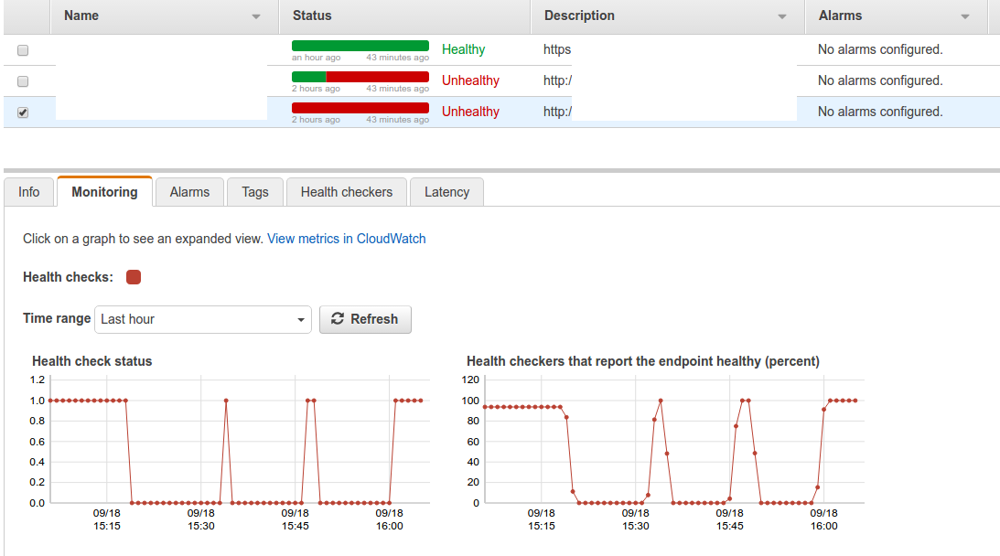 Name Status Description Alarms
Healthy https No alarms configured.
an hour ago 43 minutes ago
Unhealthy http:/ No alarms configured.
2 hours ago 43 minutes ago
Unhealthy http:/ No alarms configured.
2 hours ago 43 minutes ago
Info Monitoring Alarms Tags Health checkers Latency
Click on a graph to see an expanded view. View metrics in CloudWatch
Health checks:
Time range Last hour Refresh
Health check status
1.2
1.0
0.8
0.6
0.4
0.2
0.0
09/18 09/18 09/18 09/18
15:15 15:30 15:45 16:00
Health checkers that report the endpoint healthy (percent)
120
100
80
60
40
20
0
09/18 09/18 09/18 09/18
15:15 15:30 15:45 16:00